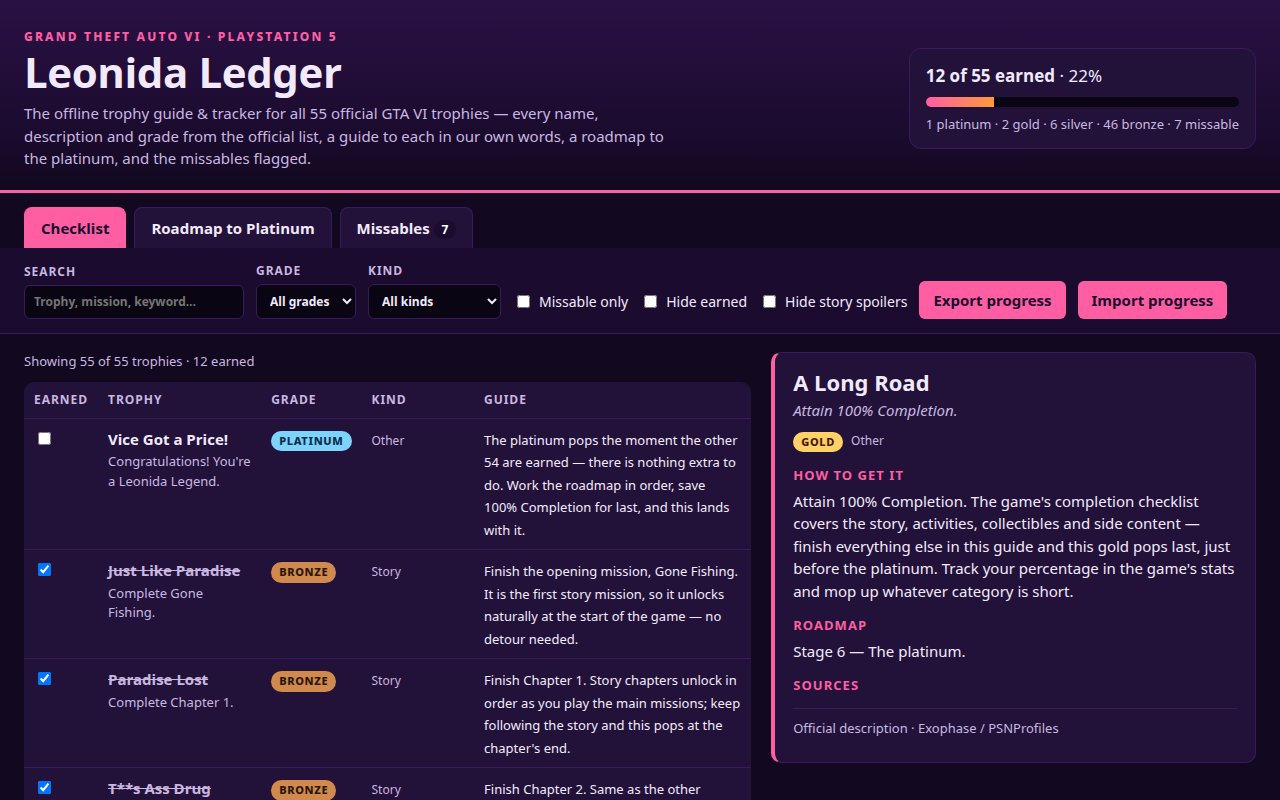 GRAND THEFT AUTO VI · PLAYSTATION 5
Leonida Ledger
The offline trophy guide & tracker for all 55 official GTA VI trophies — every name,
description and grade from the official list, a guide to each in our own words, a roadmap to
the platinum, and the missables flagged.
12 of 55 earned · 22%
1 platinum · 2 gold · 6 silver · 46 bronze · 7 missable
Checklist
Roadmap to Platinum
Missables 7
SEARCH
Trophy, mission, keyword...
GRADE
All grades
KIND
All kinds
Missable only
Hide earned
Hide story spoilers
Export progress
Import progress
Showing 55 of 55 trophies · 12 earned
EARNED TROPHY GRADE KIND GUIDE
Vice Got a Price!
Congratulations! You're
a Leonida Legend.
PLATINUM
Other
The platinum pops the moment the other
54 are earned — there is nothing extra to
do. Work the roadmap in order, save
100% Completion for last, and this lands
with it.
Just Like Paradise
Complete Gone
Fishing.
BRONZE
Story
Finish the opening mission, Gone Fishing.
It is the first story mission, so it unlocks
naturally at the start of the game — no
detour needed.
Paradise Lost
Complete Chapter 1.
BRONZE
Story
Finish Chapter 1. Story chapters unlock in
order as you play the main missions; keep
following the story and this pops at the
chapter's end.
T**s Ass Drug
BRONZE
Story
Finish Chapter 2. Same as the other
A Long Road
Attain 100% Completion.
GOLD
Other
HOW TO GET IT
Attain 100% Completion. The game's completion checklist
covers the story, activities, collectibles and side content —
finish everything else in this guide and this gold pops last, just
before the platinum. Track your percentage in the game's stats
and mop up whatever category is short.
ROADMAP
Stage 6 — The platinum.
SOURCES
Official description · Exophase / PSNProfiles